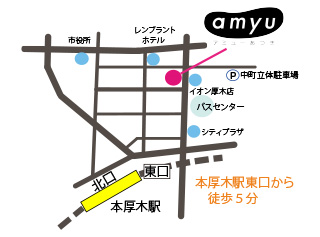 amyu
アミューあつぎ
レンブラント
ホテル
市役所
P 中町立体駐車場
イオン厚木店
バスセンター
シティプラザ
東口
北口
本厚木駅
本厚木駅東口から
徒歩5分